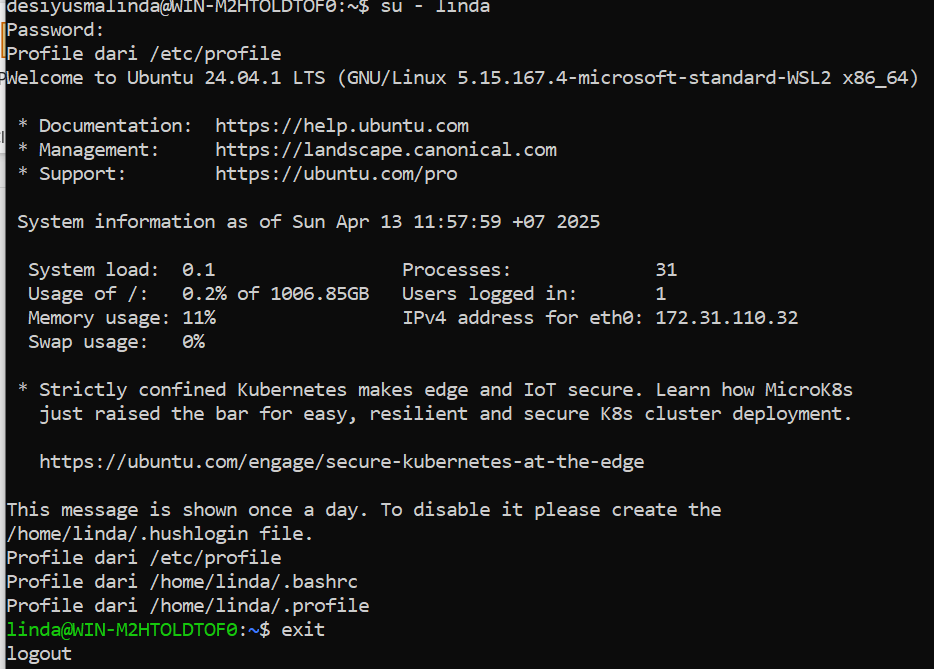 desiyusmalinda@WIN-M2HTOLDTOF0:~$ su - linda
Password:
Profile dari /etc/profile
Welcome to Ubuntu 24.04.1 LTS (GNU/Linux 5.15.167.4-microsoft-standard-WSL2 x86_64)

 * Documentation:  https://help.ubuntu.com
 * Management:     https://landscape.canonical.com
 * Support:        https://ubuntu.com/pro

 System information as of Sun Apr 13 11:57:59 +07 2025

  System load:  0.1                 Processes:             31
  Usage of /:   0.2% of 1006.85GB   Users logged in:       1
  Memory usage: 11%                 IPv4 address for eth0: 172.31.110.32
  Swap usage:   0%

 * Strictly confined Kubernetes makes edge and IoT secure. Learn how MicroK8s
   just raised the bar for easy, resilient and secure K8s cluster deployment.

   https://ubuntu.com/engage/secure-kubernetes-at-the-edge

This message is shown once a day. To disable it please create the
/home/linda/.hushlogin file.
Profile dari /etc/profile
Profile dari /home/linda/.bashrc
Profile dari /home/linda/.profile
linda@WIN-M2HTOLDTOF0:~$ exit
logout